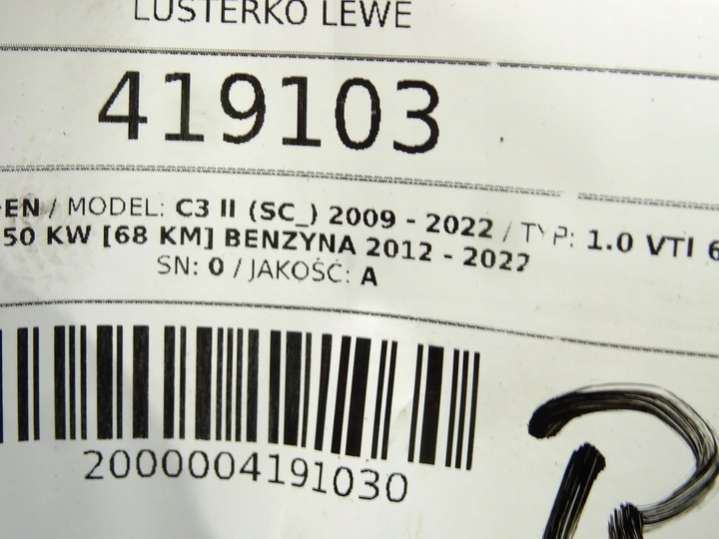 LUSTERKO LEWE
419103
EN / MODEL: C3 II (SC_) 2009 - 2022 / TYP: 1.0 VTI 6
50 KW [68 KM] BENZYNA 2012 - 2022
SN: 0 / JAKOŚĆ: A
2000004191030